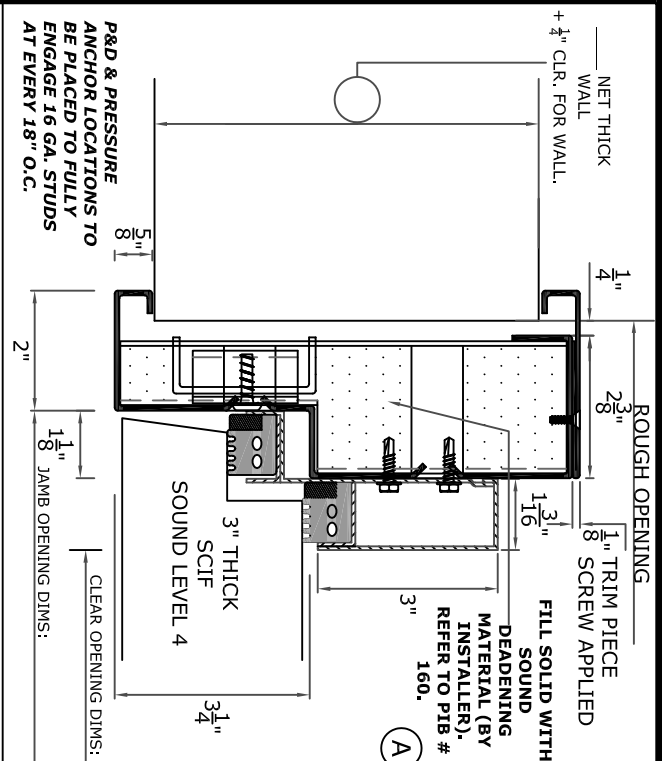 NET THICK
WALL
+ 1/4" CLR. FOR WALL.
P&D & PRESSURE
ANCHOR LOCATIONS TO
BE PLACED TO FULLY
ENGAGE 16 GA. STUDS
AT EVERY 18" O.C.
5/8"
1/4"
2 3/8"
ROUGH OPENING
1/8" TRIM PIECE
SCREW APPLIED
1 3/16"
2"
1 1/8"
JAMB OPENING DIMS:
CLEAR OPENING DIMS:
3" THICK
SCIF
SOUND LEVEL 4
3"
3 1/4"
FILL SOLID WITH
SOUND
DEADENING
MATERIAL (BY
INSTALLER).
REFER TO PIB #
160.
A